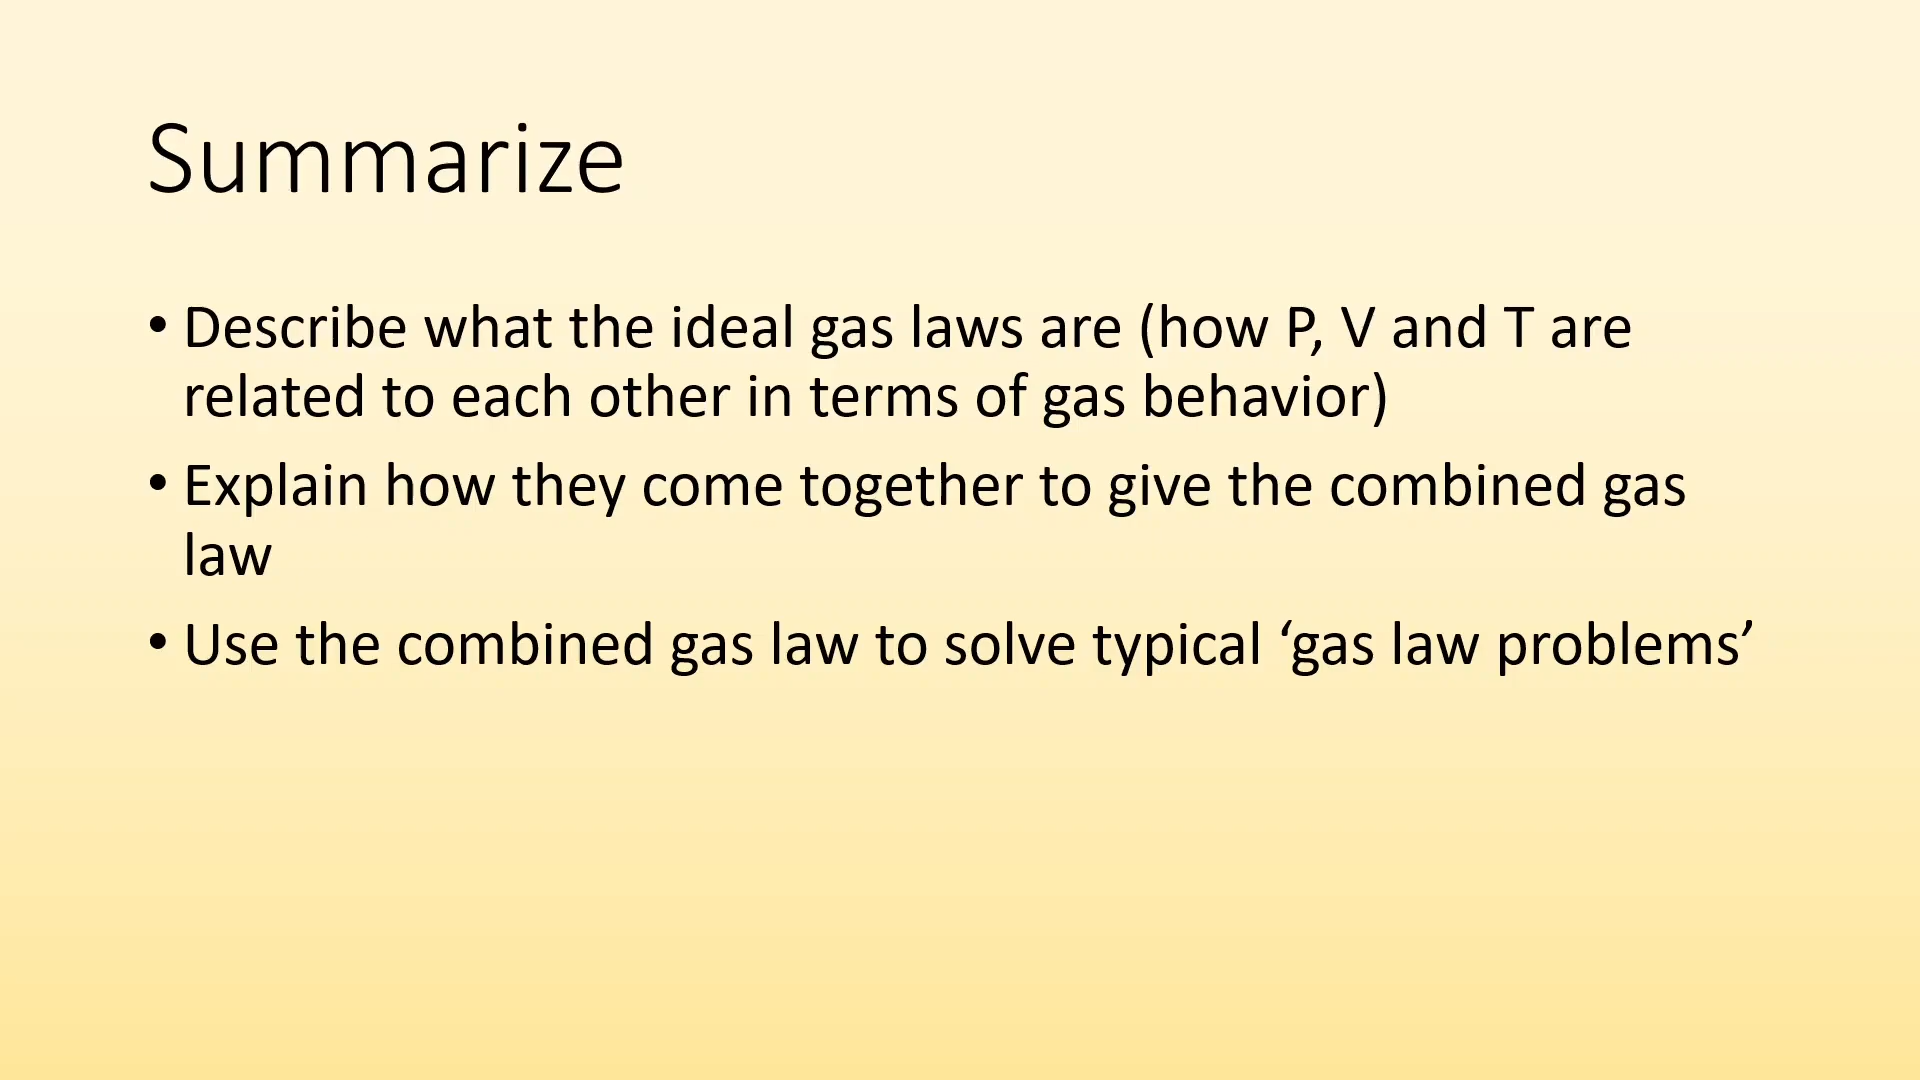 Summarize
• Describe what the ideal gas laws are (how P, V and T are
related to each other in terms of gas behavior)
• Explain how they come together to give the combined gas
law
• Use the combined gas law to solve typical ‘gas law problems’